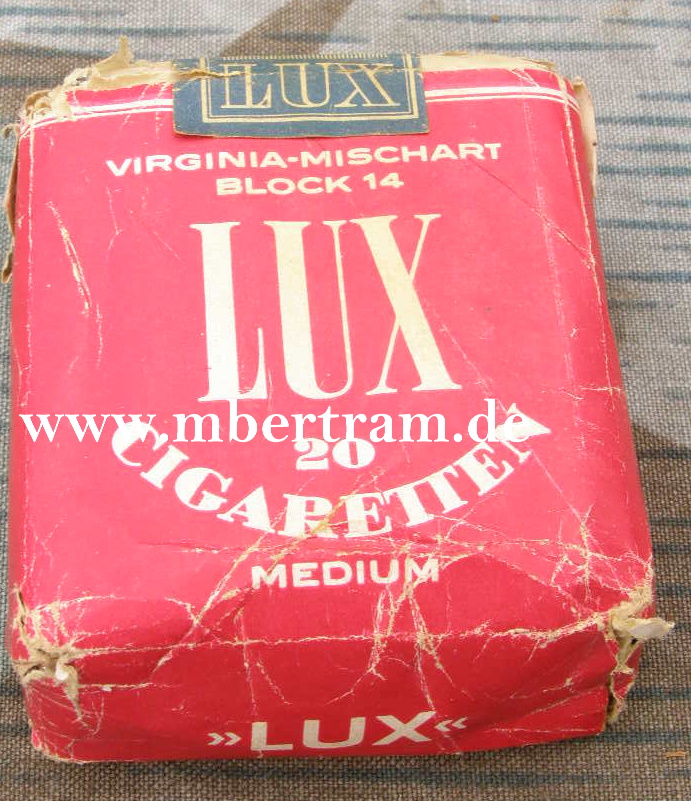 LUX
VIRGINIA-MISCHART
BLOCK 14
LUX
www.mbertram.de
20
CIGARETTEN
MEDIUM
»LUX«